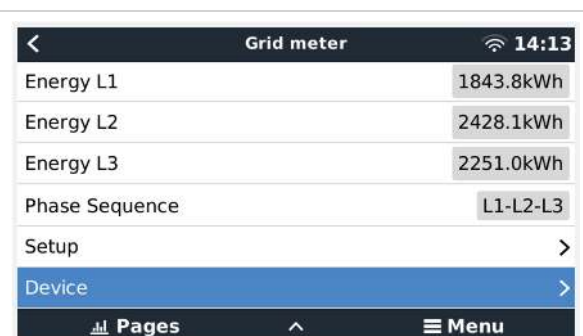 Grid meter 14:13
Energy L1 1843.8kWh
Energy L2 2428.1kWh
Energy L3 2251.0kWh
Phase Sequence L1-L2-L3
Setup
Device
Pages Menu